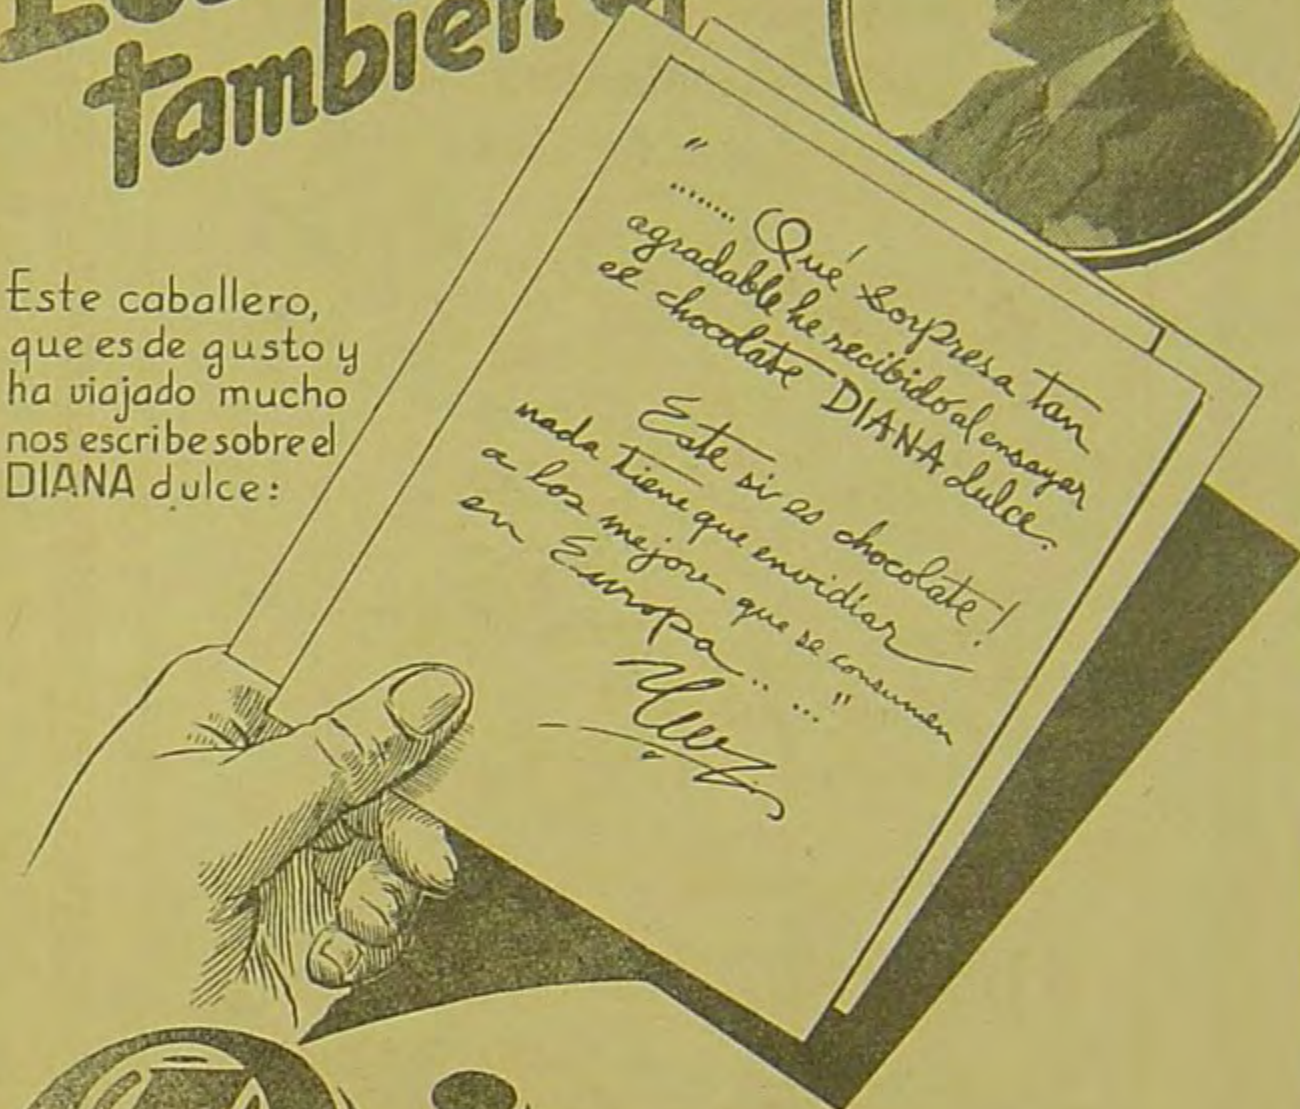 también
Este caballero,
que es de gusto y
ha viajado mucho
nos escribe sobre el
DIANA dulce:
"
........ Qué sorpresa tan
agradable he recibido al ensayar
el chocolate DIANA dulce.
Este si es chocolate!
nada tiene que envidiar
a los mejores que se consumen
en Europa.. ..."